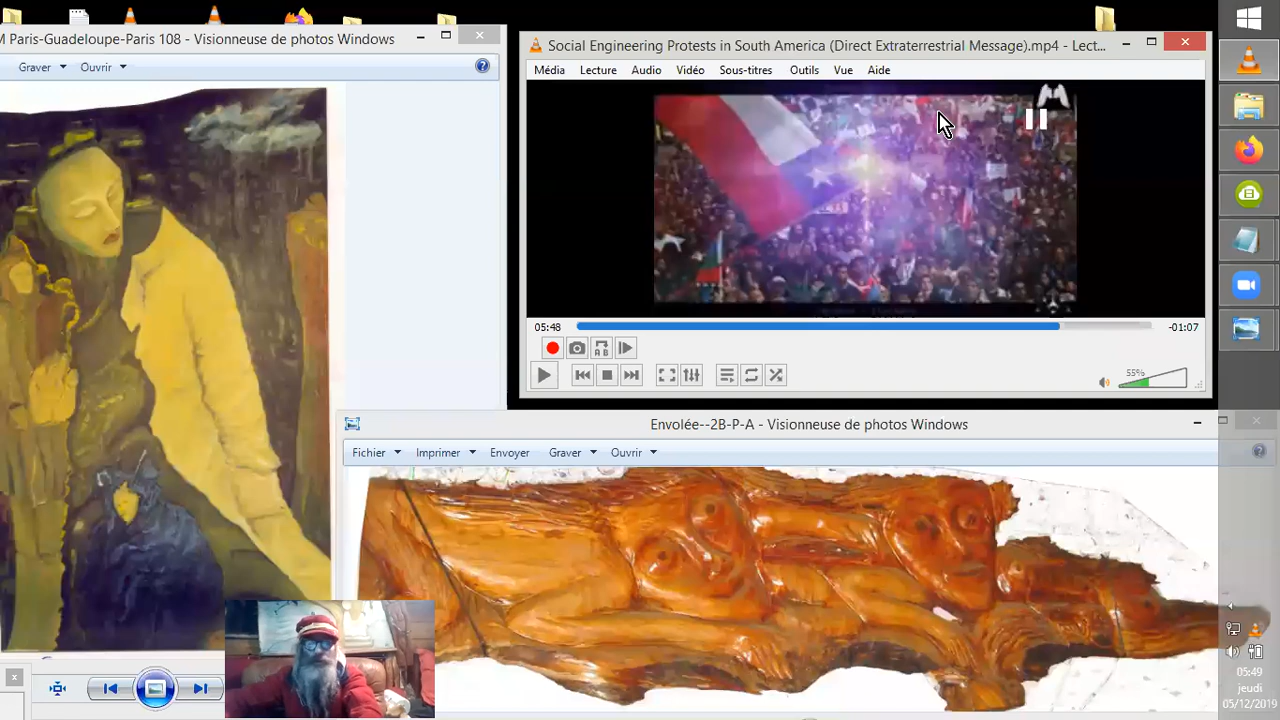 M Paris-Guadeloupe-Paris 108 - Visionneuse de photos Windows
Graver Ouvrir
Social Engineering Protests in South America (Direct Extraterrestrial Message).mp4 - Lect...
Média Lecture Audio Vidéo Sous-titres Outils Vue Aide
05:48 -01:07
A B
55%
Envolée--2B-P-A - Visionneuse de photos Windows
Fichier Imprimer Envoyer Graver Ouvrir
05:49
jeudi
05/12/2019